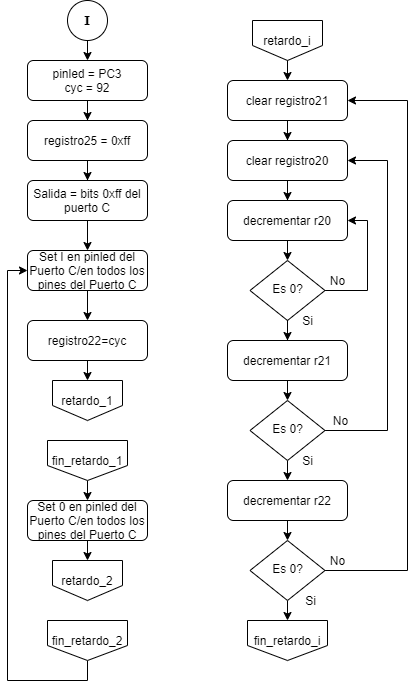 I
pinled = PC3
cyc = 92
registro25 = 0xff
Salida = bits 0xff del
puerto C
Set I en pinled del
Puerto C/en todos los
pines del Puerto C
registro22=cyc
retardo_1
fin_retardo_1
Set 0 en pinled del
Puerto C/en todos los
pines del Puerto C
retardo_2
fin_retardo_2
retardo_i
clear registro21
clear registro20
decrementar r20
Es 0?
No
Si
decrementar r21
Es 0?
No
Si
decrementar r22
Es 0?
No
Si
fin_retardo_i